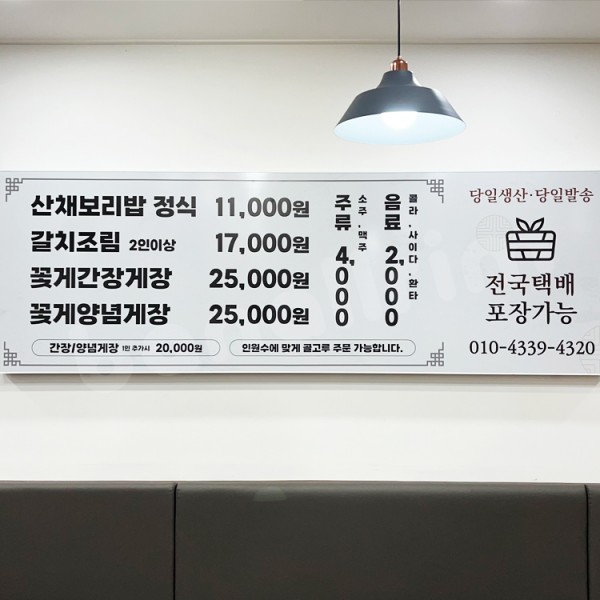 산채보리밥 정식 11,000원
갈치조림 2인이상 17,000원
꽃게간장게장 25,000원
꽃게양념게장 25,000원
간장/양념게장 1인 추가시 20,000원
인원수에 맞게 골고루 주문 가능합니다.
주류 4,000
소주,맥주
음료 2,000
콜라,사이다,환타
당일생산·당일발송
전국택배
포장가능
010-4339-4320